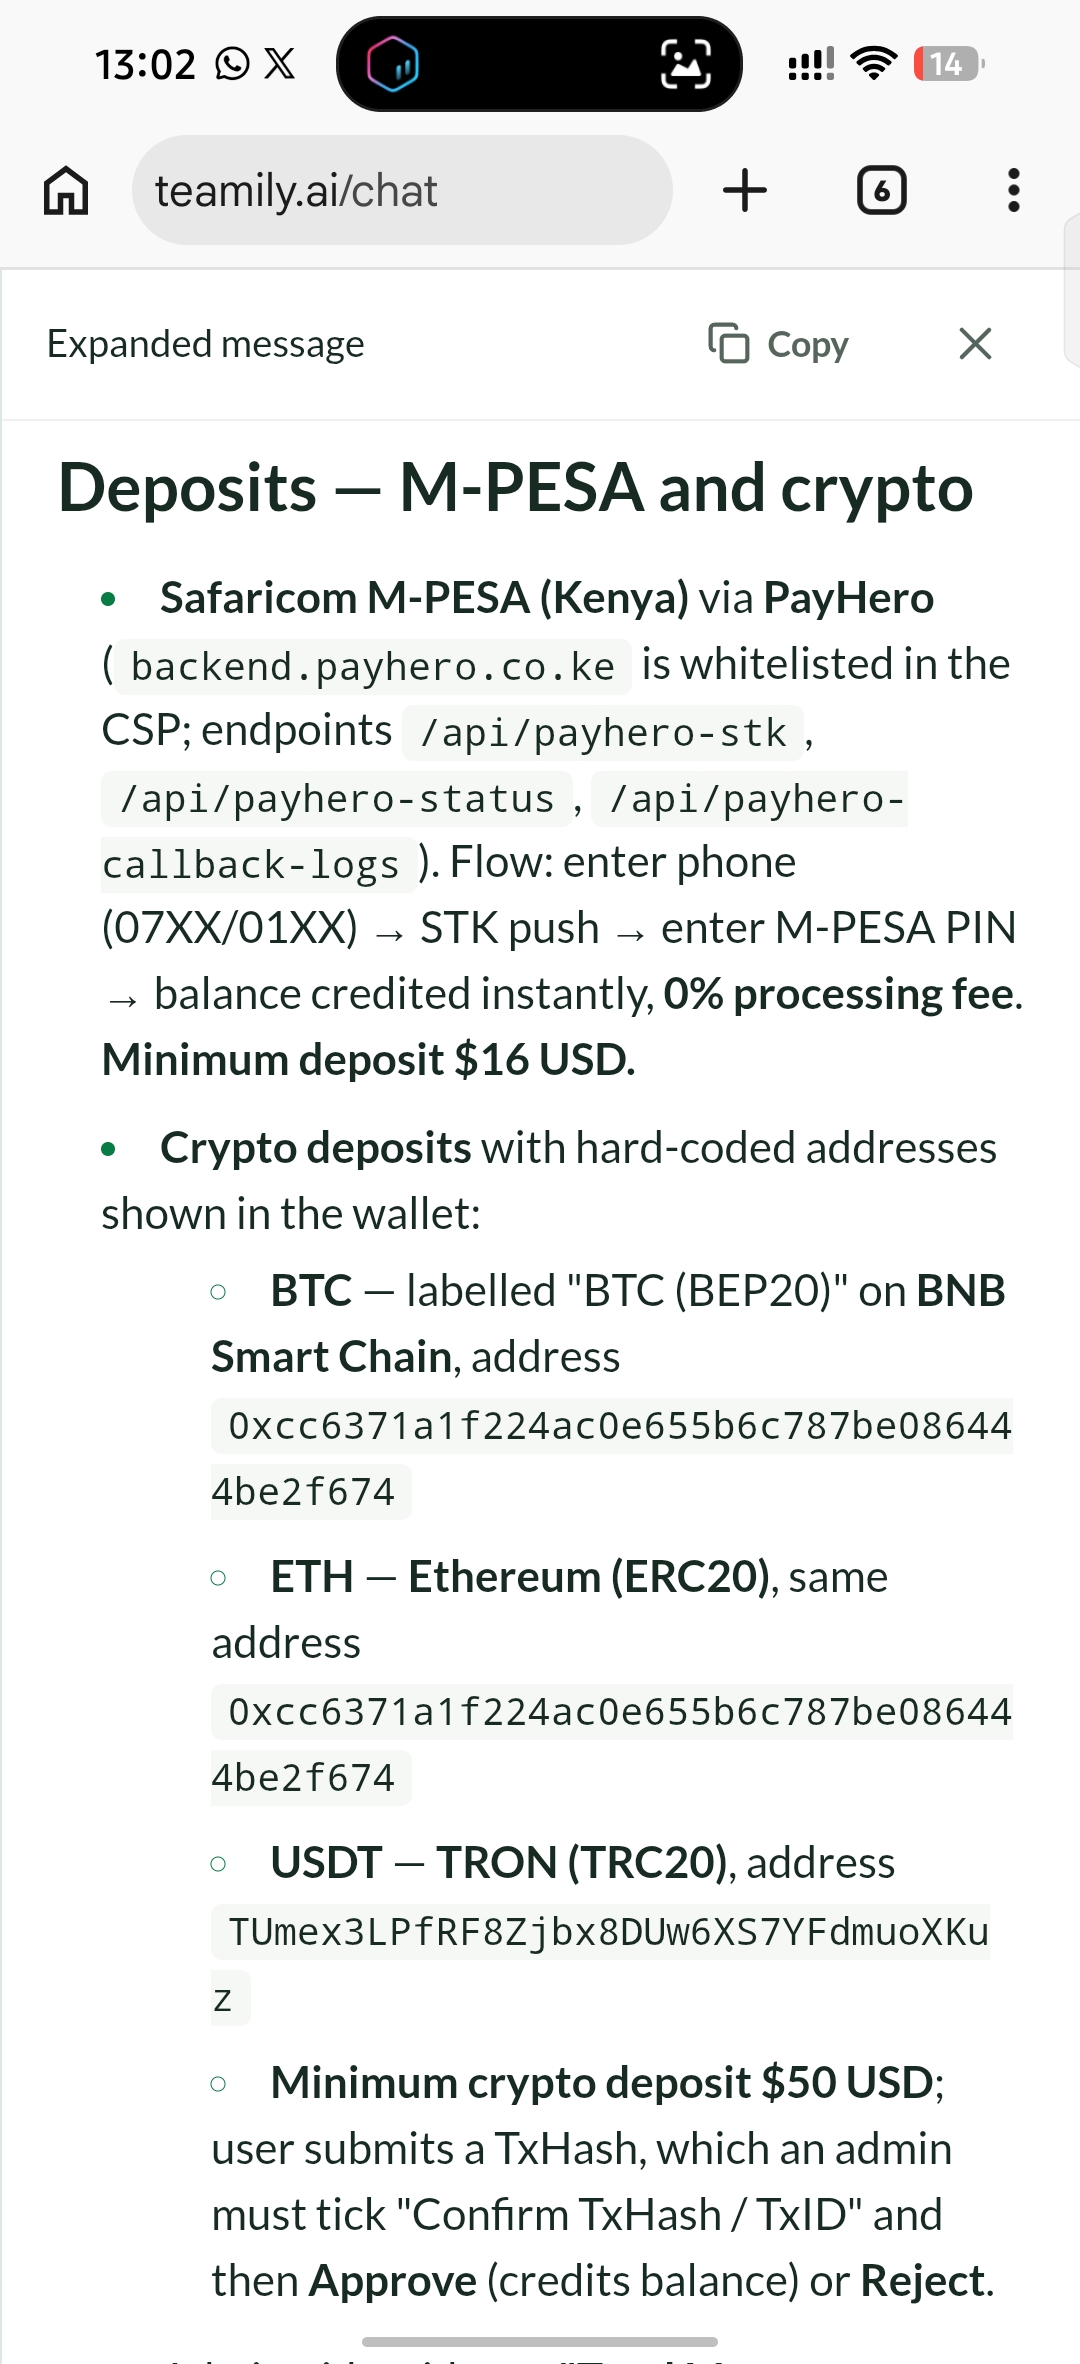 13:02
14
teamily.ai/chat
6
Expanded message
Copy
Deposits — M-PESA and crypto
• Safaricom M-PESA (Kenya) via PayHero
( backend.payhero.co.ke is whitelisted in the
CSP; endpoints /api/payhero-stk ,
/api/payhero-status , /api/payhero-
callback-logs ). Flow: enter phone
(07XX/01XX) → STK push → enter M-PESA PIN
→ balance credited instantly, 0% processing fee.
Minimum deposit $16 USD.
• Crypto deposits with hard-coded addresses
shown in the wallet:
○ BTC — labelled "BTC (BEP20)" on BNB
Smart Chain, address
0xcc6371a1f224ac0e655b6c787be08644
4be2f674
○ ETH — Ethereum (ERC20), same
address
0xcc6371a1f224ac0e655b6c787be08644
4be2f674
○ USDT — TRON (TRC20), address
TUmex3LPfRF8Zjbx8DUw6XS7YFdmuoXKu
z
○ Minimum crypto deposit $50 USD;
user submits a TxHash, which an admin
must tick "Confirm TxHash / TxID" and
then Approve (credits balance) or Reject.